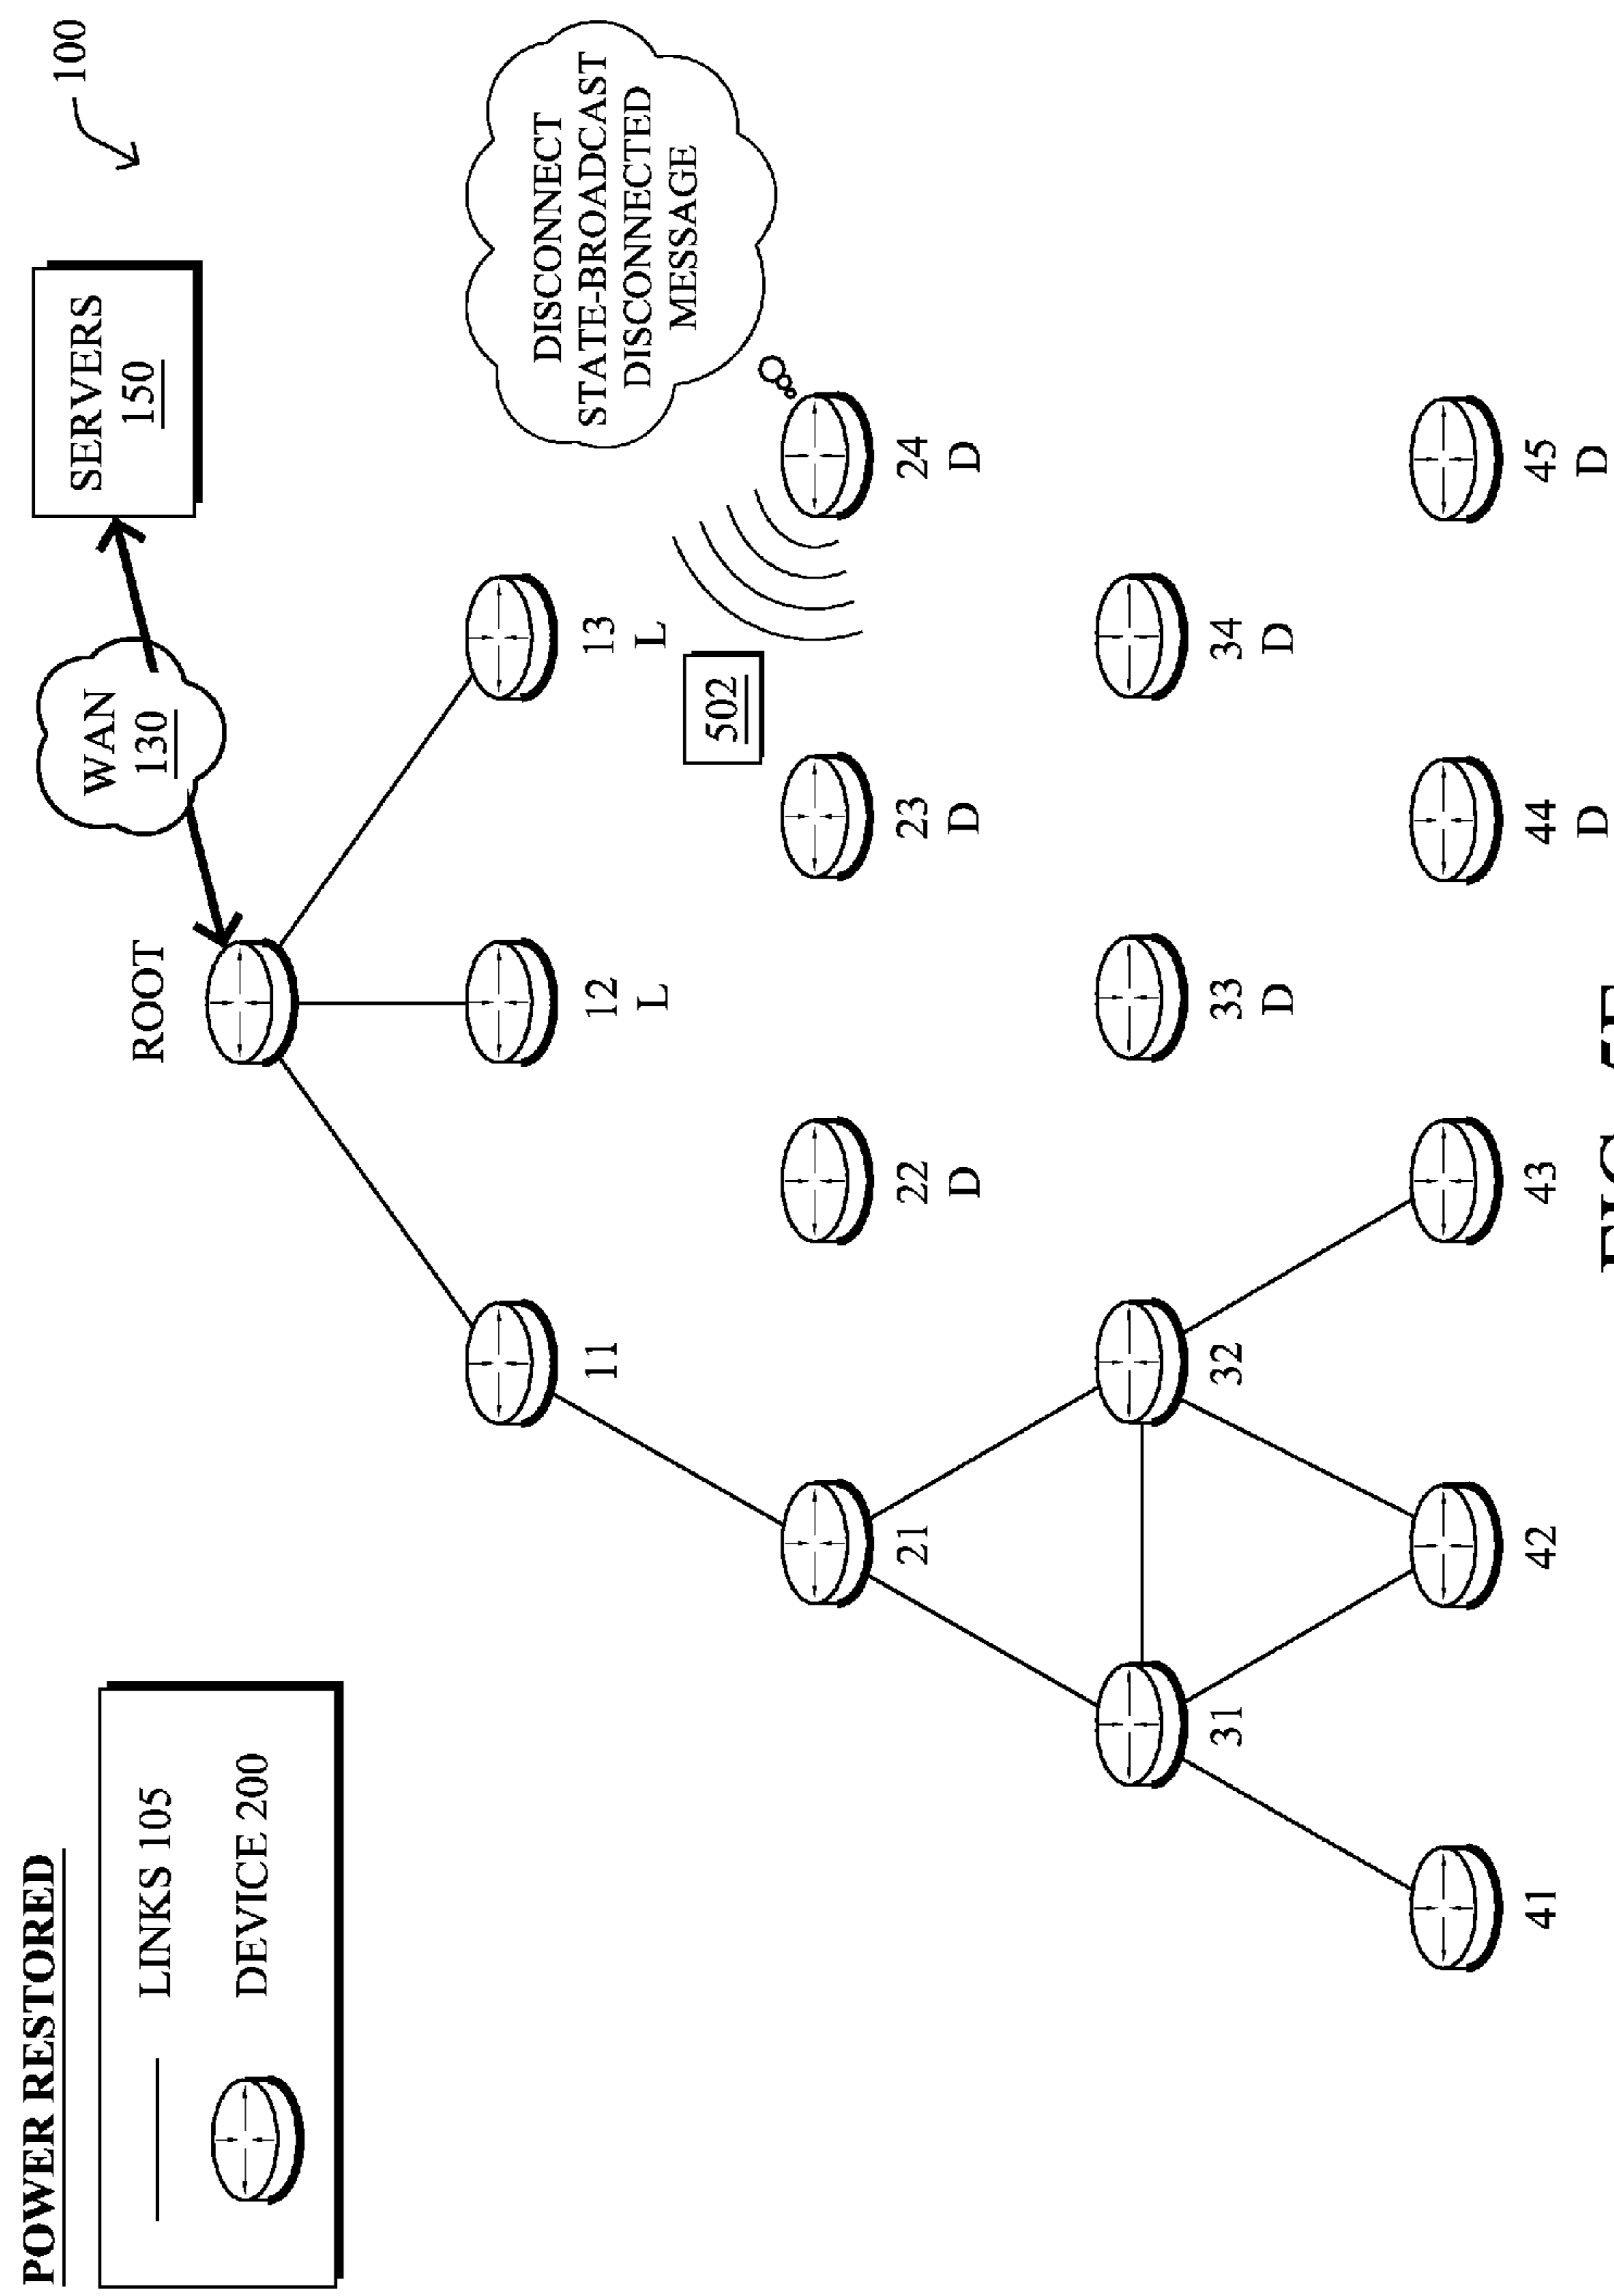 POWER RESTORED
LINKS 105
DEVICE 200
100
SERVERS
150
WAN
130
ROOT
11
12
L
13
L
DISCONNECT
STATE-BROADCAST
DISCONNECTED
MESSAGE
502
21
22
D
23
D
24
D
31
32
33
D
34
D
41
42
43
44
D
45
D